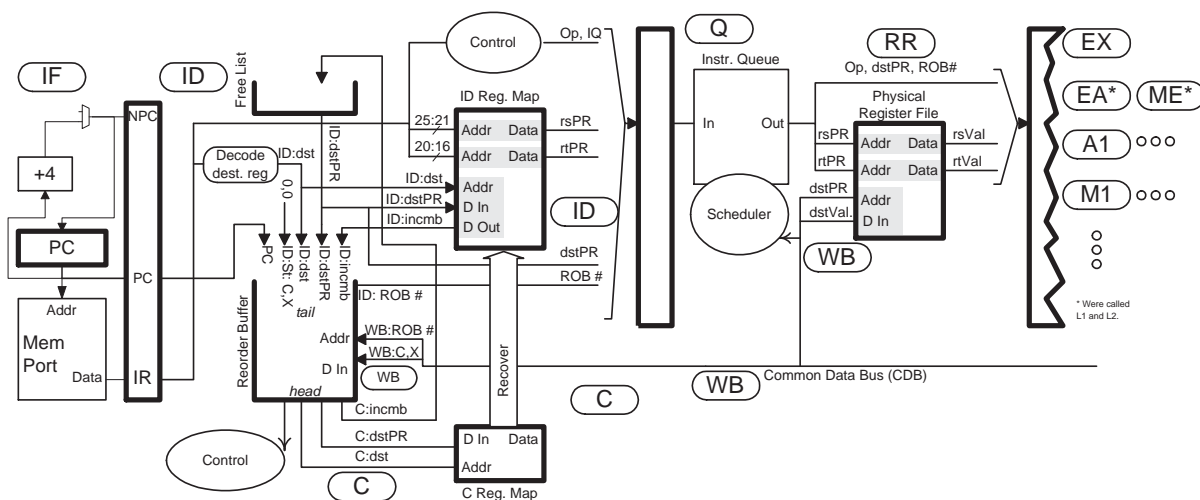 IF
ID
Q
RR
EX
EA*
ME*
A1
M1
Control
Op, IQ
Instr. Queue
Op, dstPR, ROB#
Physical
Register File
Free List
ID Reg. Map
NPC
+4
PC
25:21
20:16
Addr
Data
rsPR
Addr
Data
rtPR
Addr
D In
D Out
In
Out
rsPR
rtPR
Addr
Data
rsVal
Addr
Data
rtVal
dstPR
Addr
dstVal.
D In
Decode
dest. reg
ID:dst
ID:dstPR
0,0
ID:dst
ID:dstPR
ID:incmb
ID
Scheduler
WB
PC
PC
ID:St: C,X
ID:dst
ID:dstPR
ID:incmb
tail
dstPR
ROB #
ID: ROB #
Addr
Mem
Port
Data
IR
Reorder Buffer
Addr
WB:ROB #
WB:C,X
D In
WB
head
C:incmb
Recover
C
WB
Common Data Bus (CDB)
* Were called
L1 and L2.
Control
C:dstPR
C:dst
C
D In
Data
Addr
C Reg. Map